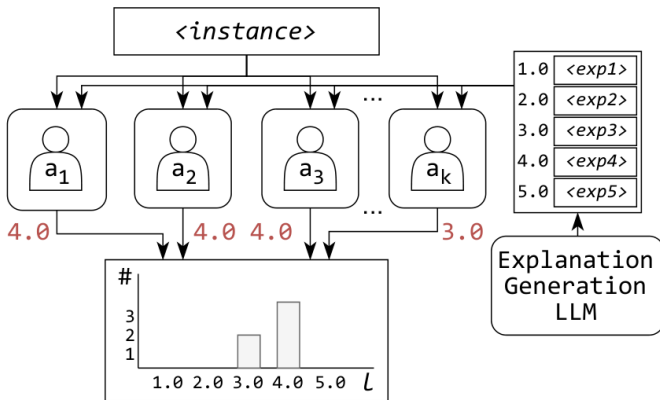 <instance>
1.0 <exp1>
2.0 <exp2>
3.0 <exp3>
4.0 <exp4>
5.0 <exp5>
...
a1 a2 a3 ak
...
4.0 4.0 4.0 3.0
Explanation
Generation
LLM
#
3
2
1
1.0 2.0 3.0 4.0 5.0 l